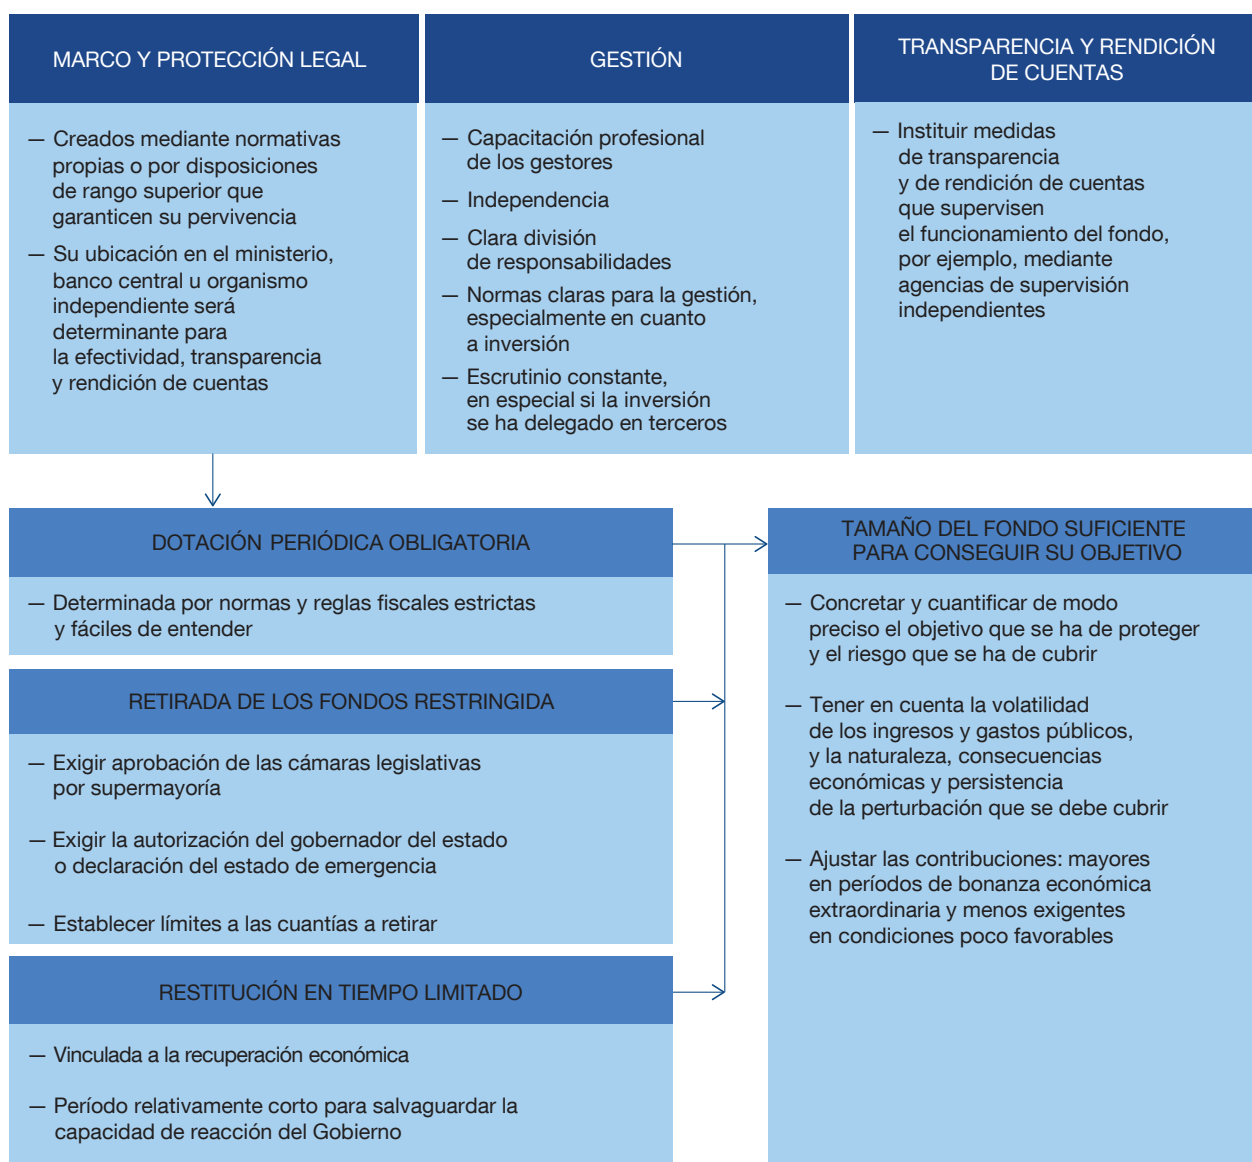 MARCO Y PROTECCIÓN LEGAL
— Creados mediante normativas
propias o por disposiciones
de rango superior que
garanticen su pervivencia
— Su ubicación en el ministerio,
banco central u organismo
independiente será
determinante para
la efectividad, transparencia
y rendición de cuentas
GESTIÓN
— Capacitación profesional
de los gestores
— Independencia
— Clara división
de responsabilidades
— Normas claras para la gestión,
especialmente en cuanto
a inversión
— Escrutinio constante,
en especial si la inversión
se ha delegado en terceros
TRANSPARENCIA Y RENDICIÓN
DE CUENTAS
— Instituir medidas
de transparencia
y de rendición de cuentas
que supervisen
el funcionamiento del fondo,
por ejemplo, mediante
agencias de supervisión
independientes
DOTACIÓN PERIÓDICA OBLIGATORIA
— Determinada por normas y reglas fiscales estrictas
y fáciles de entender
RETIRADA DE LOS FONDOS RESTRINGIDA
— Exigir aprobación de las cámaras legislativas
por supermayoría
— Exigir la autorización del gobernador del estado
o declaración del estado de emergencia
— Establecer límites a las cuantías a retirar
RESTITUCIÓN EN TIEMPO LIMITADO
— Vinculada a la recuperación económica
— Período relativamente corto para salvaguardar la
capacidad de reacción del Gobierno
TAMAÑO DEL FONDO SUFICIENTE
PARA CONSEGUIR SU OBJETIVO
— Concretar y cuantificar de modo
preciso el objetivo que se ha de proteger
y el riesgo que se ha de cubrir
— Tener en cuenta la volatilidad
de los ingresos y gastos públicos,
y la naturaleza, consecuencias
económicas y persistencia
de la perturbación que se debe cubrir
— Ajustar las contribuciones: mayores
en períodos de bonanza económica
extraordinaria y menos exigentes
en condiciones poco favorables